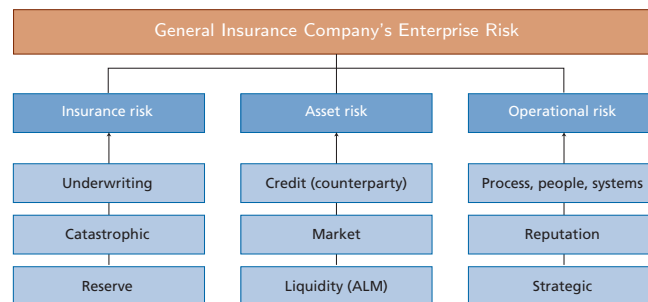 General Insurance Company's Enterprise Risk
Insurance risk
Asset risk
Operational risk
Underwriting
Credit (counterparty)
Process, people, systems
Catastrophic
Market
Reputation
Reserve
Liquidity (ALM)
Strategic